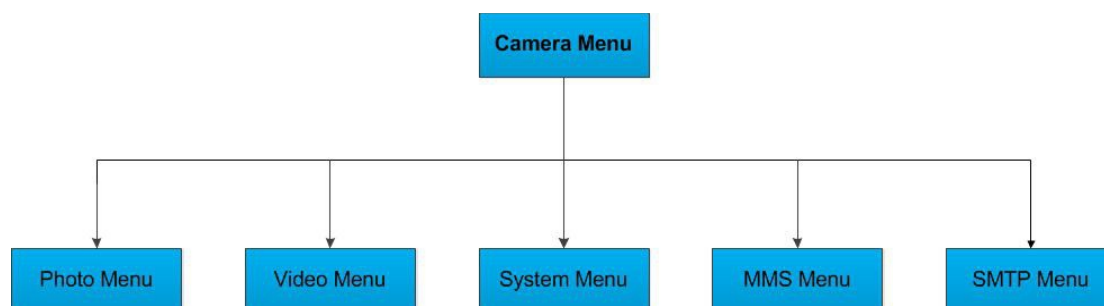 Camera Menu
Photo Menu
Video Menu
System Menu
MMS Menu
SMTP Menu